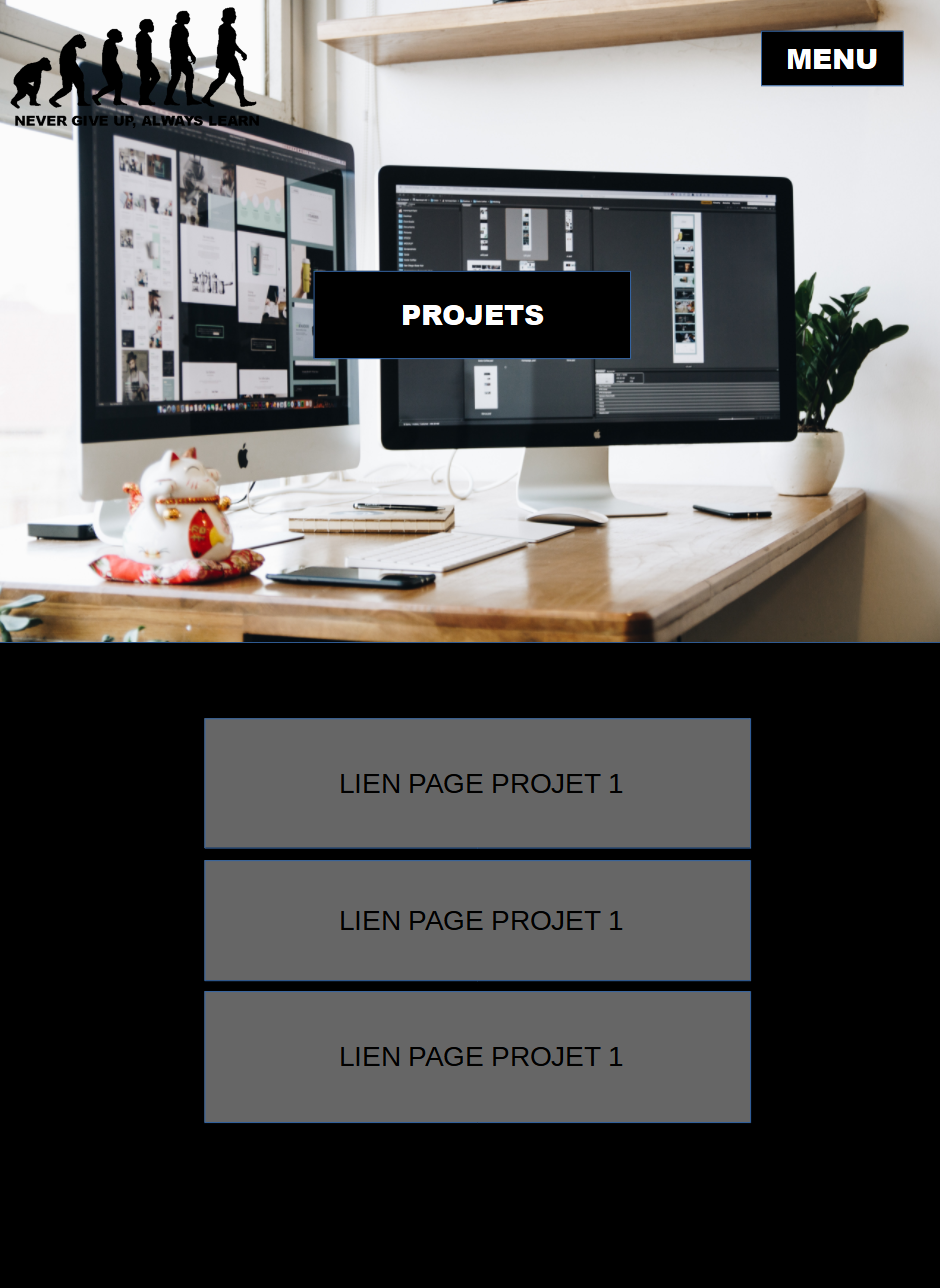 NEVER GIVE UP, ALWAYS LEARN
MENU
PROJETS
LIEN PAGE PROJET 1
LIEN PAGE PROJET 1
LIEN PAGE PROJET 1